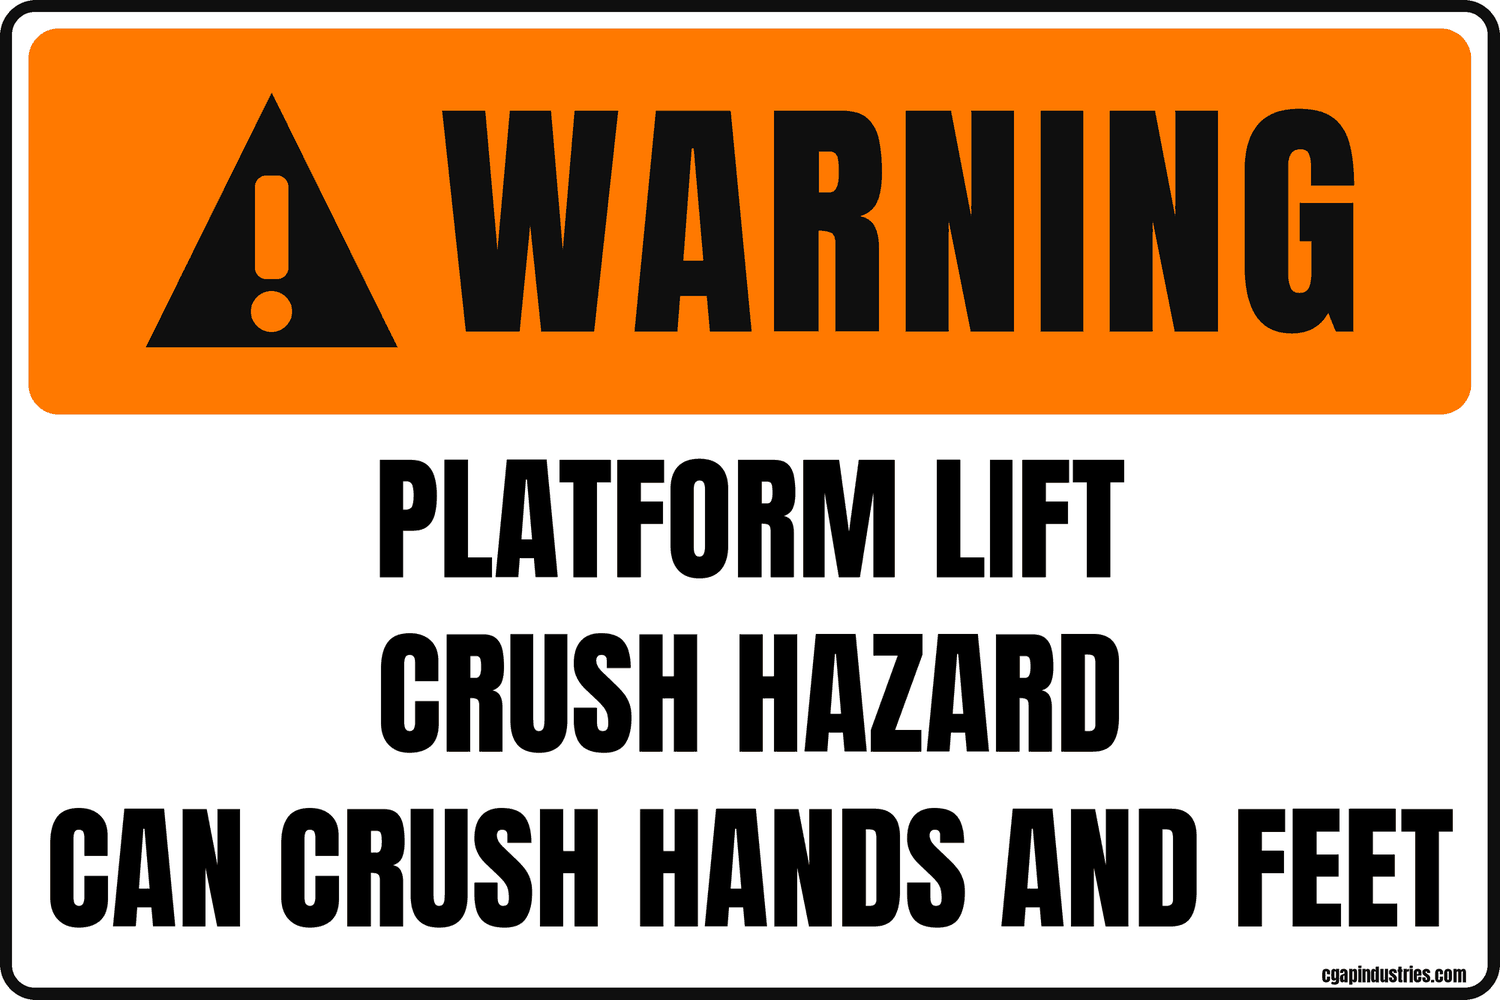 WARNING
PLATFORM LIFT
CRUSH HAZARD
CAN CRUSH HANDS AND FEET
cgapindustries.com